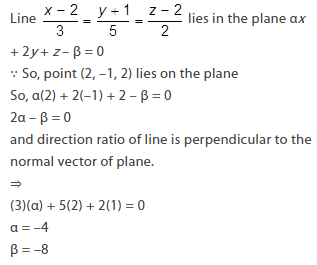 Line (x − 2)/3 = (y + 1)/5 = (z − 2)/2 lies in the plane αx
+ 2y + z– β = 0
∵ So, point (2, −1, 2) lies on the plane
So, α(2) + 2(−1) + 2 − β = 0
2α – β = 0
and direction ratio of line is perpendicular to the
normal vector of plane.
⇒
(3)(α) + 5(2) + 2(1) = 0
α = −4
β = −8